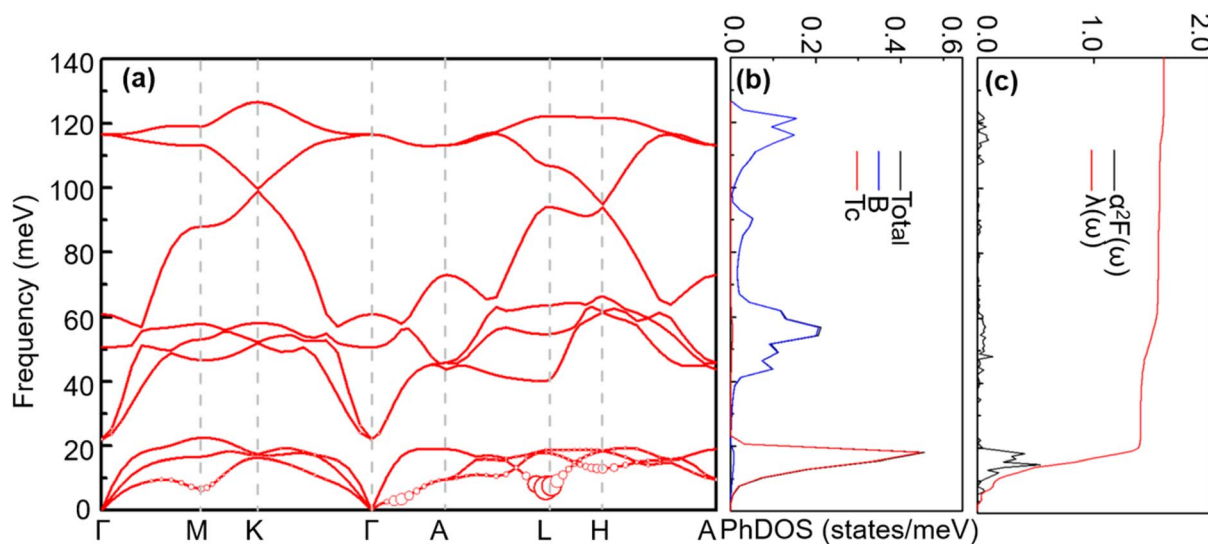 (a)
Frequency (meV)
140
120
100
80
60
40
20
0
Γ M K Γ A L H A
(b)
0.0 0.2 0.4 0.6
Total
B
Tc
PhDOS (states/meV)
(c)
0.0 1.0 2.0
α²F(ω)
λ(ω)